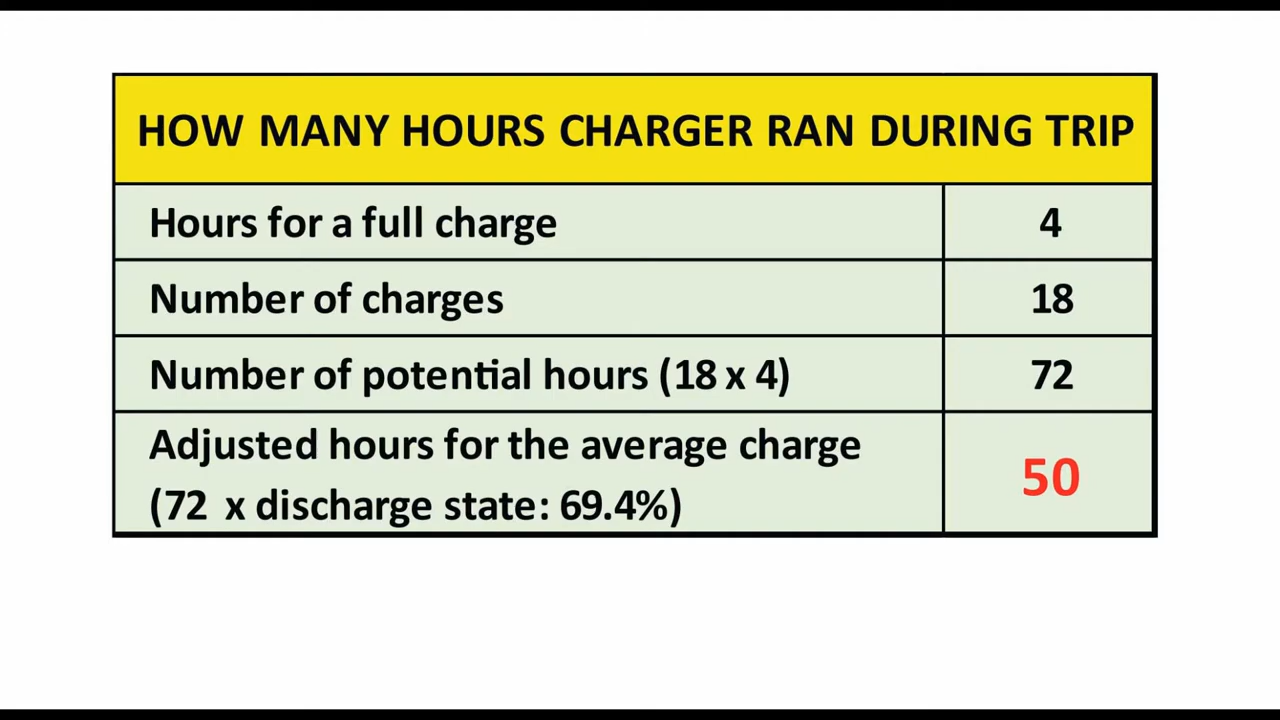 HOW MANY HOURS CHARGER RAN DURING TRIP
Hours for a full charge 4
Number of charges 18
Number of potential hours (18 x 4) 72
Adjusted hours for the average charge
(72 x discharge state: 69.4%) 50